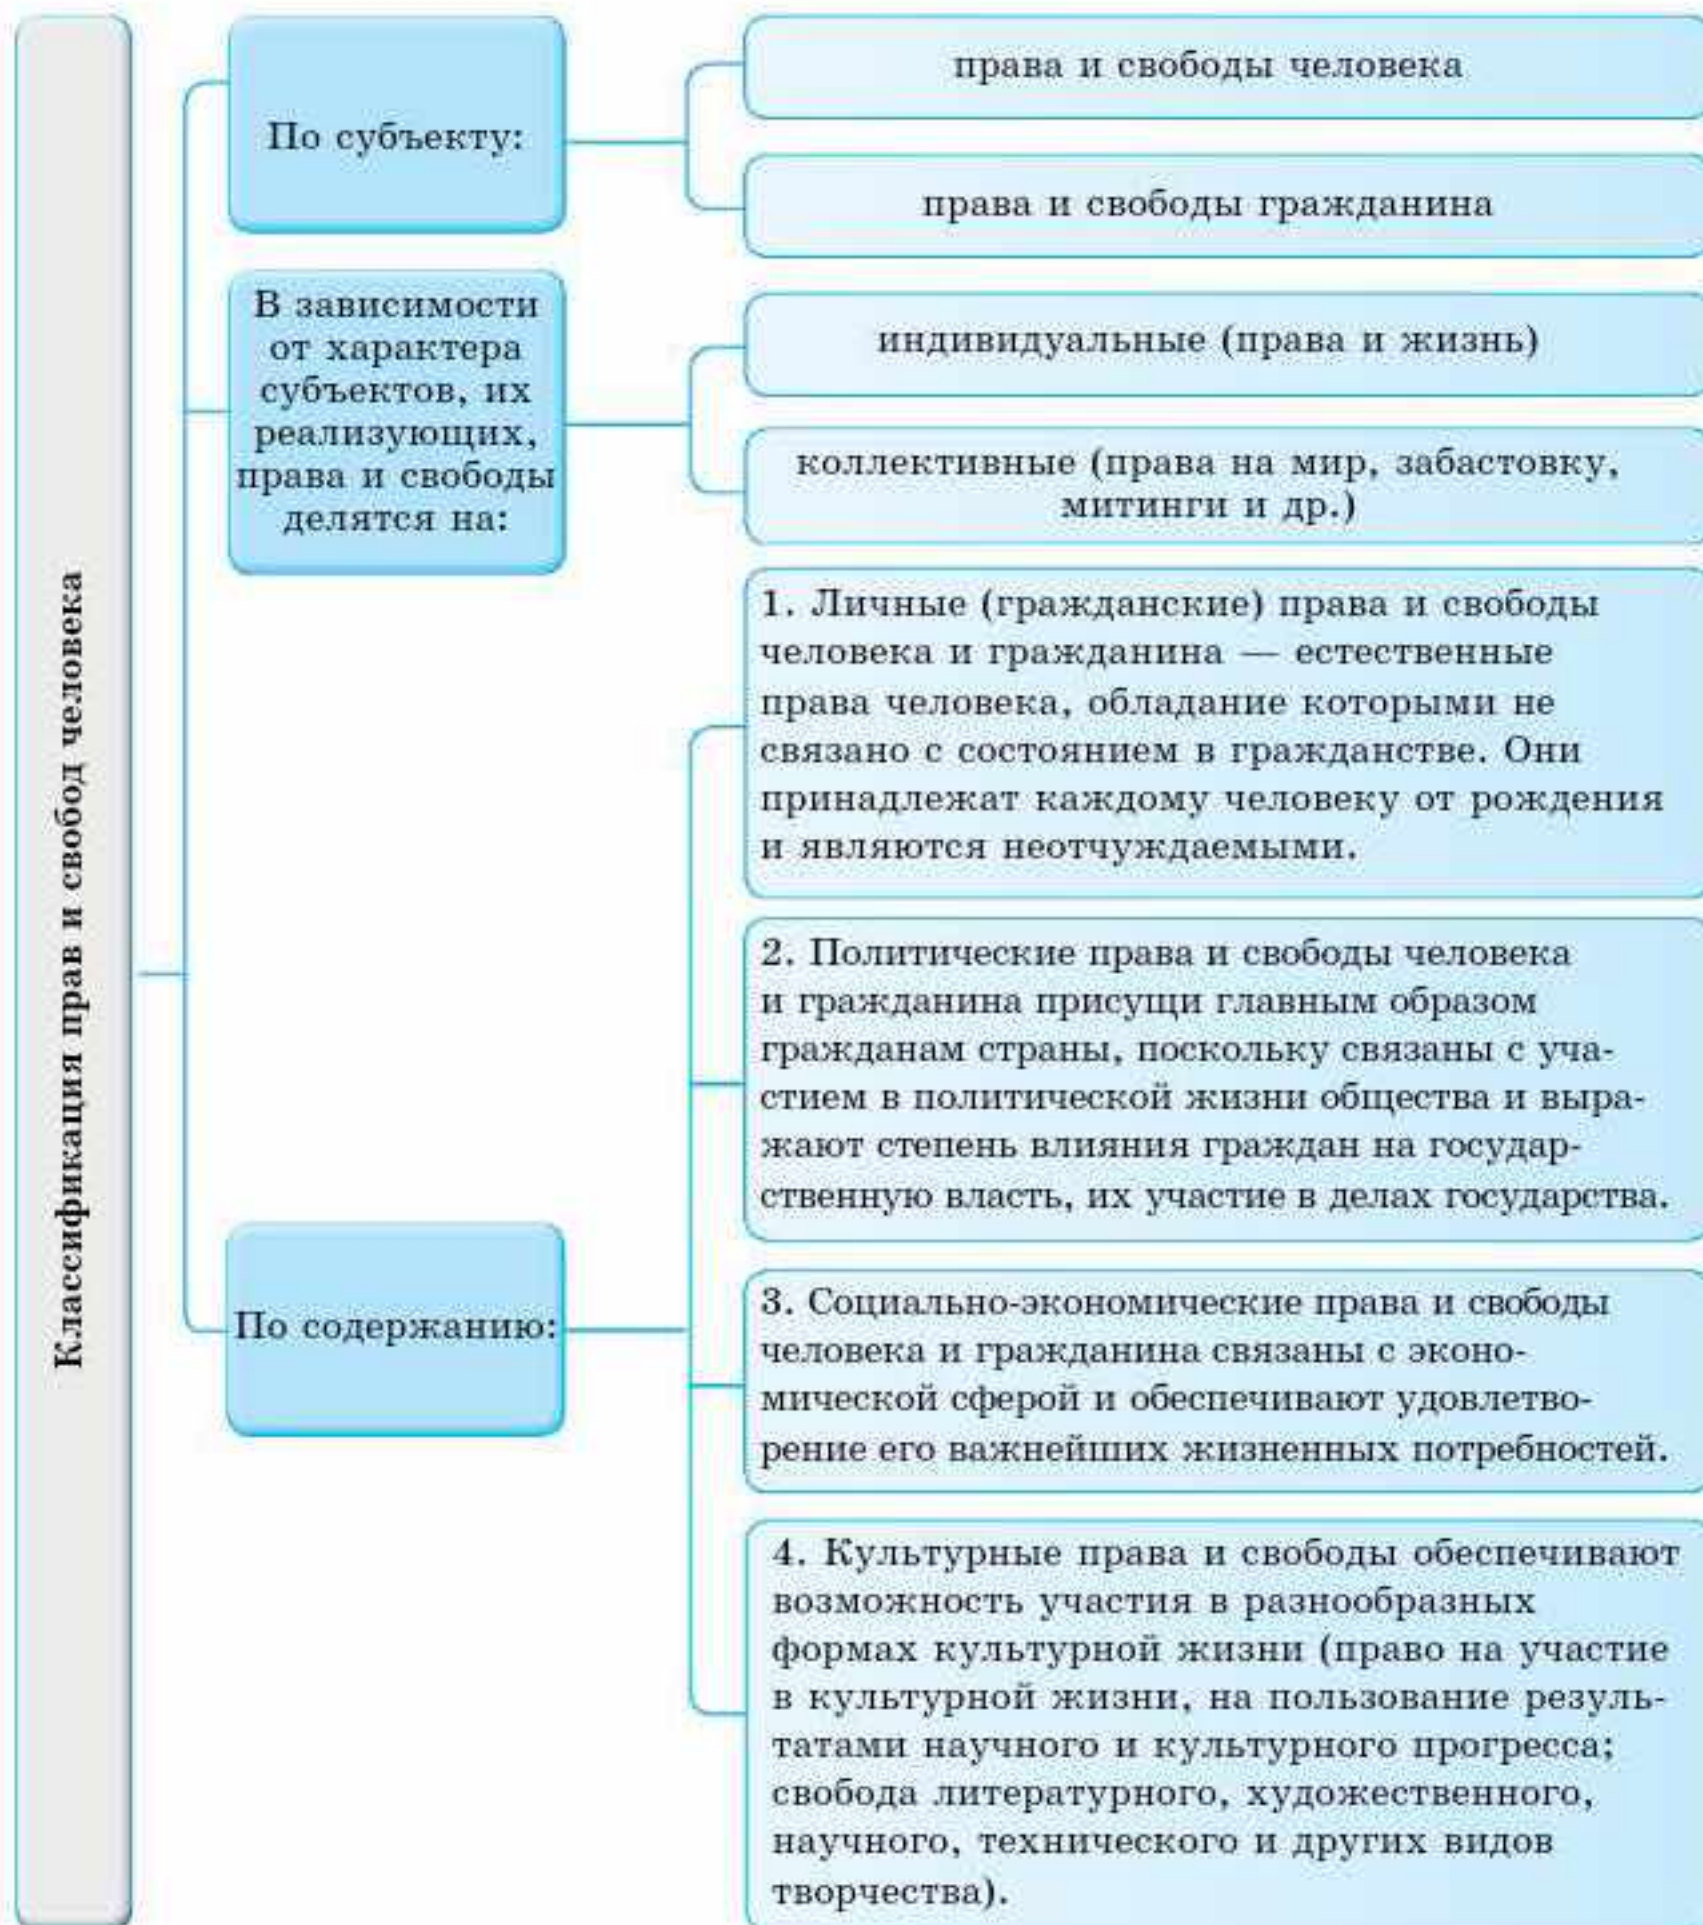 Классификация прав и свобод человека
По субъекту:
права и свободы человека
права и свободы гражданина
В зависимости
от характера
субъектов, их
реализующих,
права и свободы
делятся на:
индивидуальные (права и жизнь)
коллективные (права на мир, забастовку,
митинги и др.)
По содержанию:
1. Личные (гражданские) права и свободы
человека и гражданина — естественные
права человека, обладание которыми не
связано с состоянием в гражданстве. Они
принадлежат каждому человеку от рождения
и являются неотчуждаемыми.
2. Политические права и свободы человека
и гражданина присущи главным образом
гражданам страны, поскольку связаны с уча-
стием в политической жизни общества и выра-
жают степень влияния граждан на государ-
ственную власть, их участие в делах государства.
3. Социально-экономические права и свободы
человека и гражданина связаны с эконо-
мической сферой и обеспечивают удовлетво-
рение его важнейших жизненных потребностей.
4. Культурные права и свободы обеспечивают
возможность участия в разнообразных
формах культурной жизни (право на участие
в культурной жизни, на пользование резуль-
татами научного и культурного прогресса;
свобода литературного, художественного,
научного, технического и других видов
творчества).